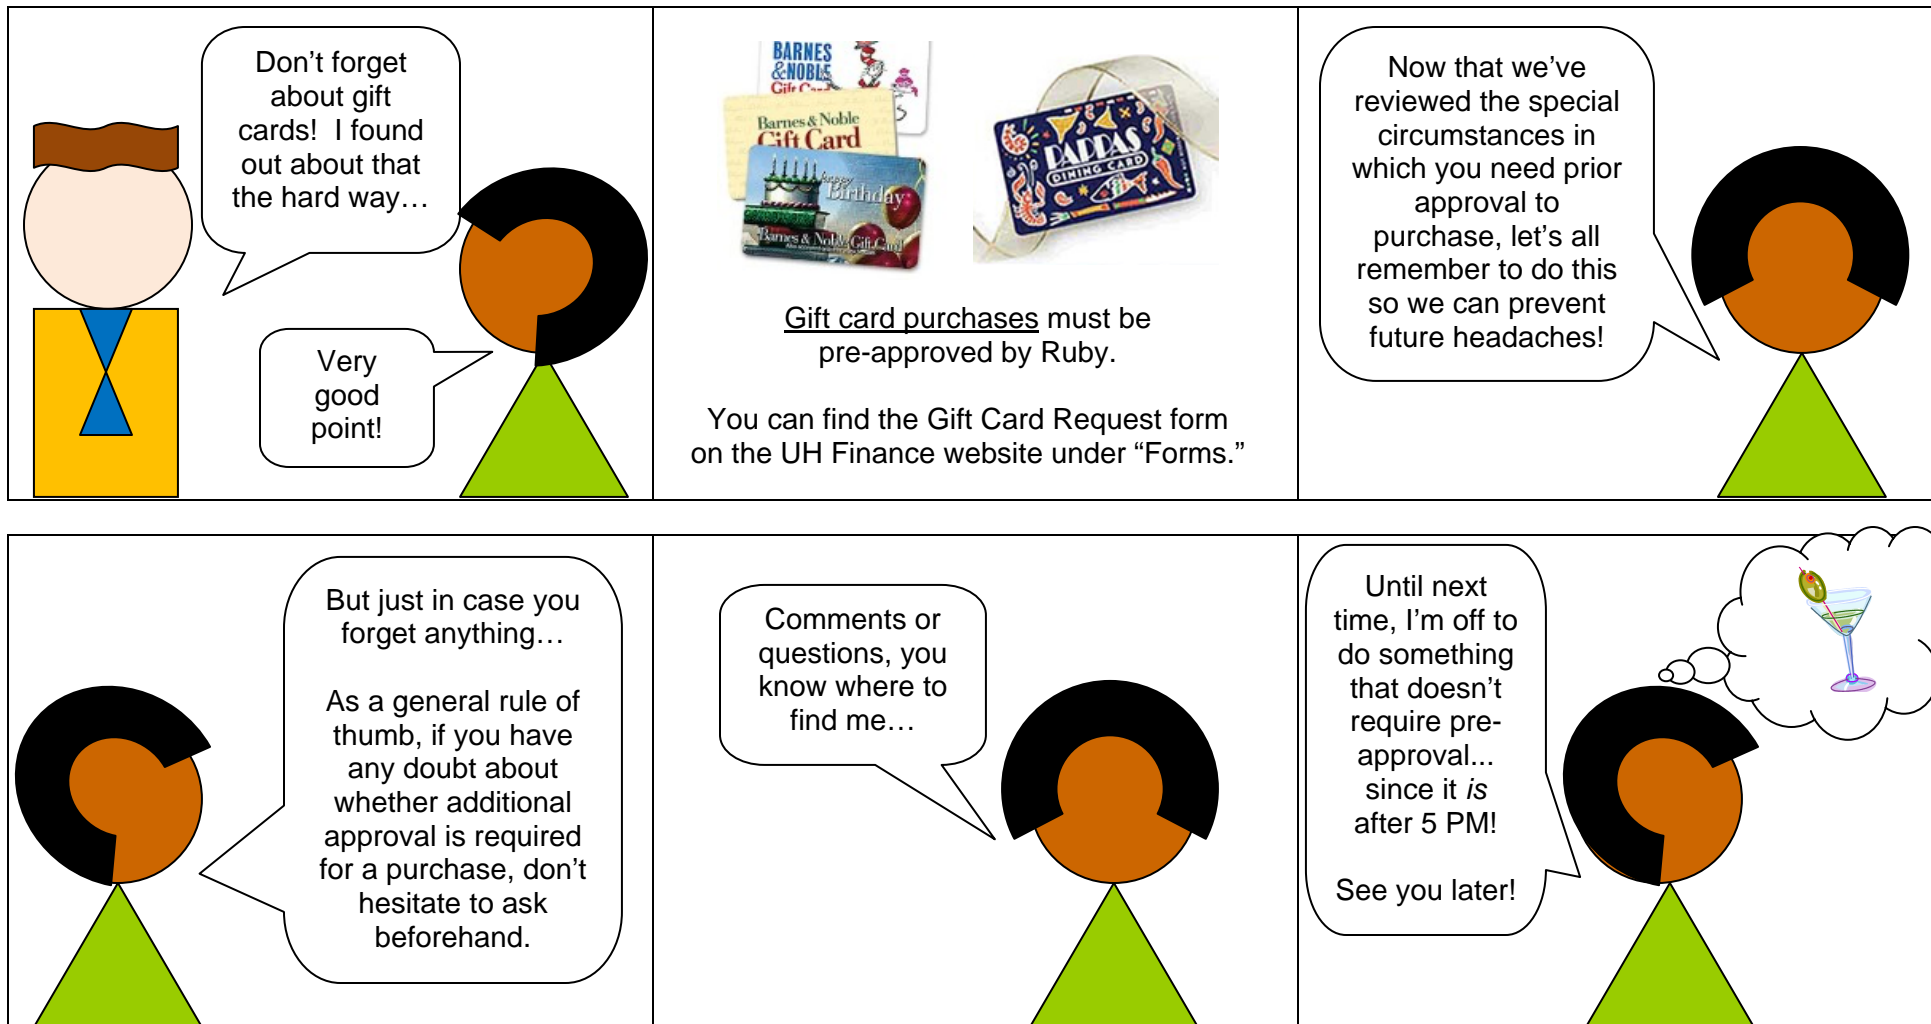 Don’t forget
about gift
cards!  I found
out about that
the hard way…
Very
good
point!
BARNES
&NOBLE
Gift Card
Barnes & Noble
Gift Card
Happy
Birthday
Barnes & Noble Gift Card
PAPPAS
DINING CARD
Gift card purchases must be
pre-approved by Ruby.
You can find the Gift Card Request form
on the UH Finance website under “Forms.”
Now that we’ve
reviewed the special
circumstances in
which you need prior
approval to
purchase, let’s all
remember to do this
so we can prevent
future headaches!
But just in case you
forget anything…
As a general rule of
thumb, if you have
any doubt about
whether additional
approval is required
for a purchase, don’t
hesitate to ask
beforehand.
Comments or
questions, you
know where to
find me…
Until next
time, I’m off to
do something
that doesn’t
require pre-
approval...
since it is
after 5 PM!
See you later!